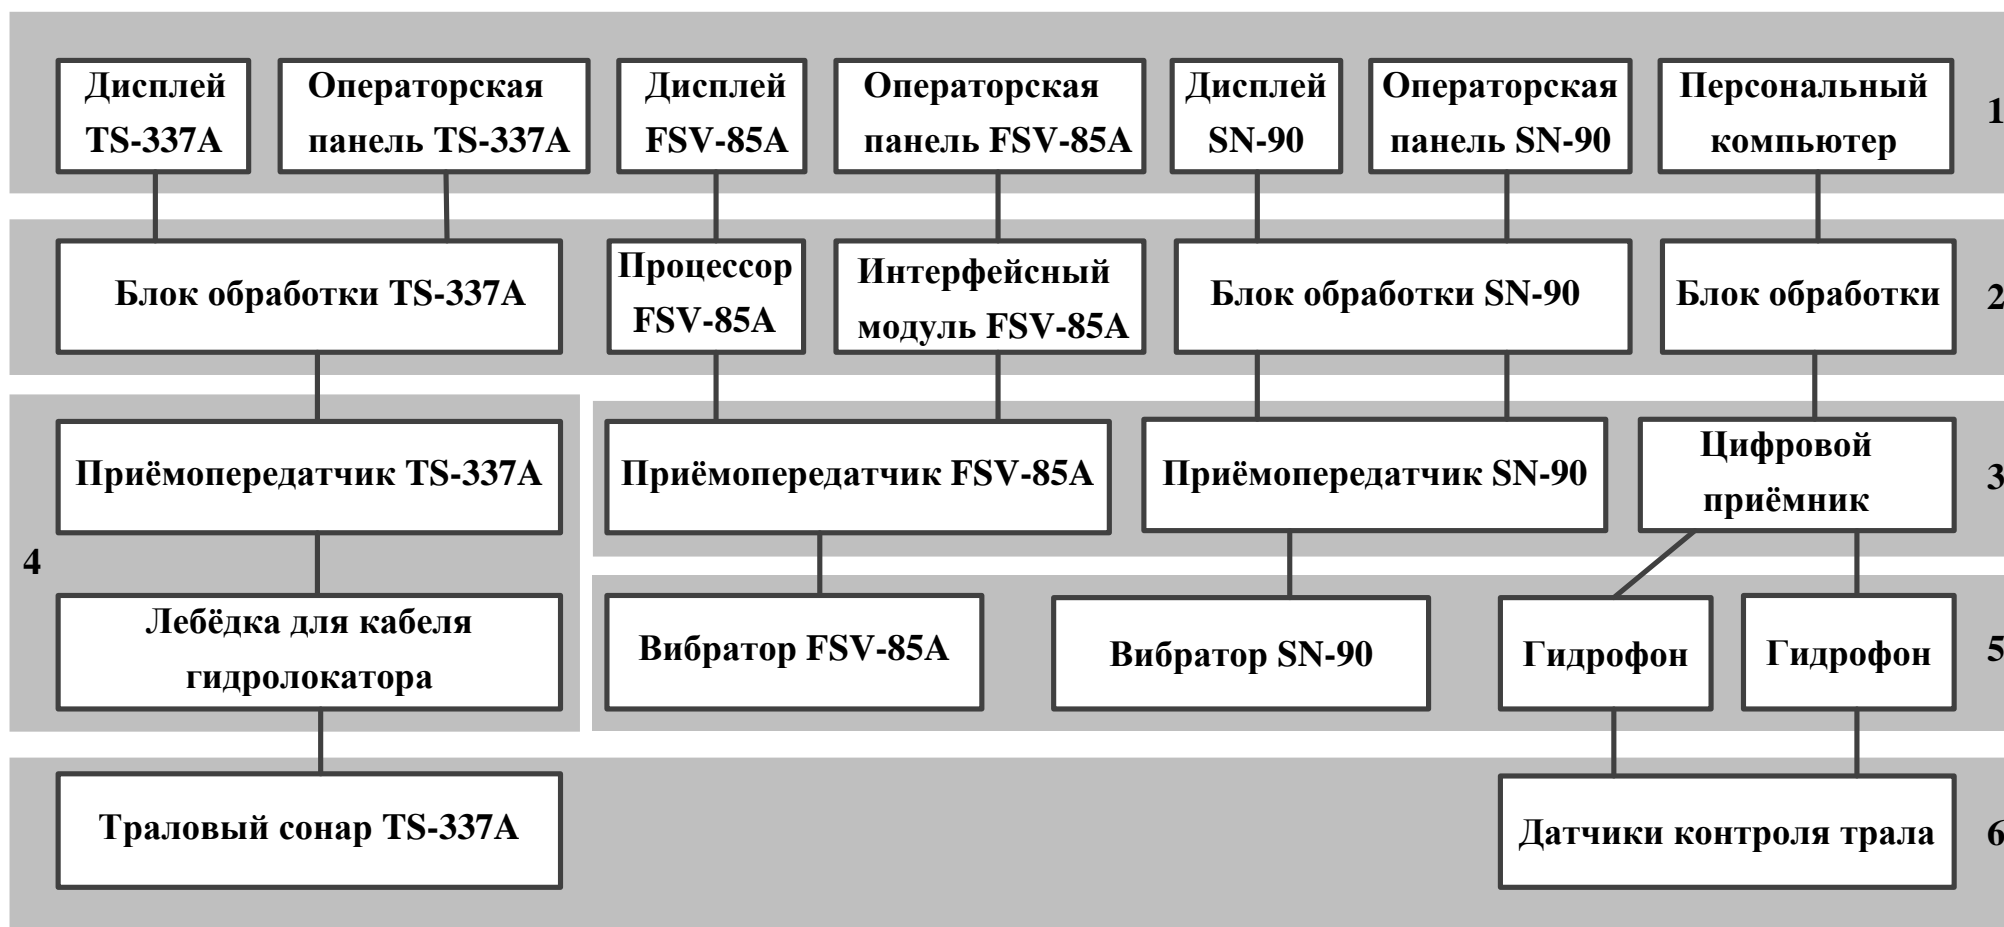 Дисплей
TS-337A
Операторская
панель TS-337A
Дисплей
FSV-85A
Операторская
панель FSV-85A
Дисплей
SN-90
Операторская
панель SN-90
Персональный
компьютер
1
Блок обработки TS-337A
Процессор
FSV-85A
Интерфейсный
модуль FSV-85A
Блок обработки SN-90
Блок обработки
2
Приёмопередатчик TS-337A
Приёмопередатчик FSV-85A
Приёмопередатчик SN-90
Цифровой
приёмник
3
4
Лебёдка для кабеля
гидролокатора
Вибратор FSV-85A
Вибратор SN-90
Гидрофон
Гидрофон
5
Траловый сонар TS-337A
Датчики контроля трала
6